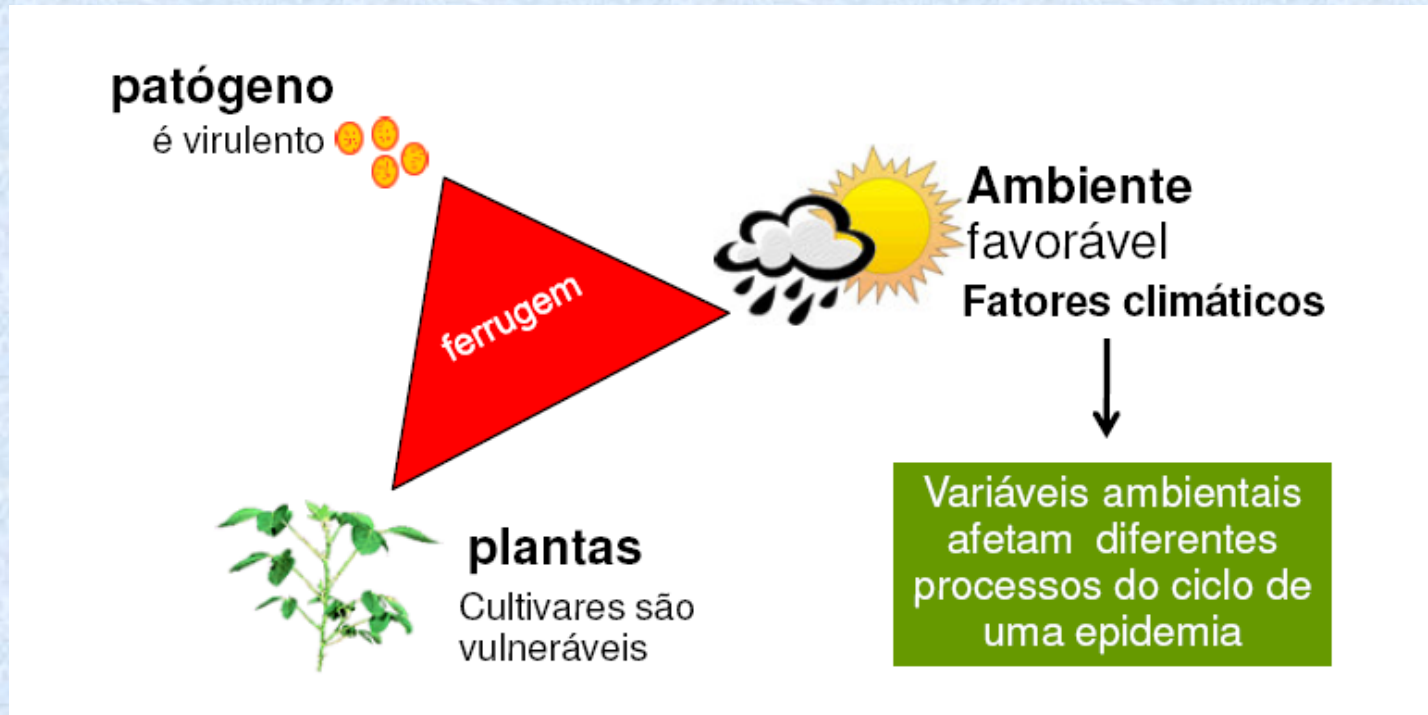 patógeno
é virulento
ferrugem
Ambiente
favorável
Fatores climáticos
plantas
Cultivares são
vulneráveis
Variáveis ambientais
afetam diferentes
processos do ciclo de
uma epidemia